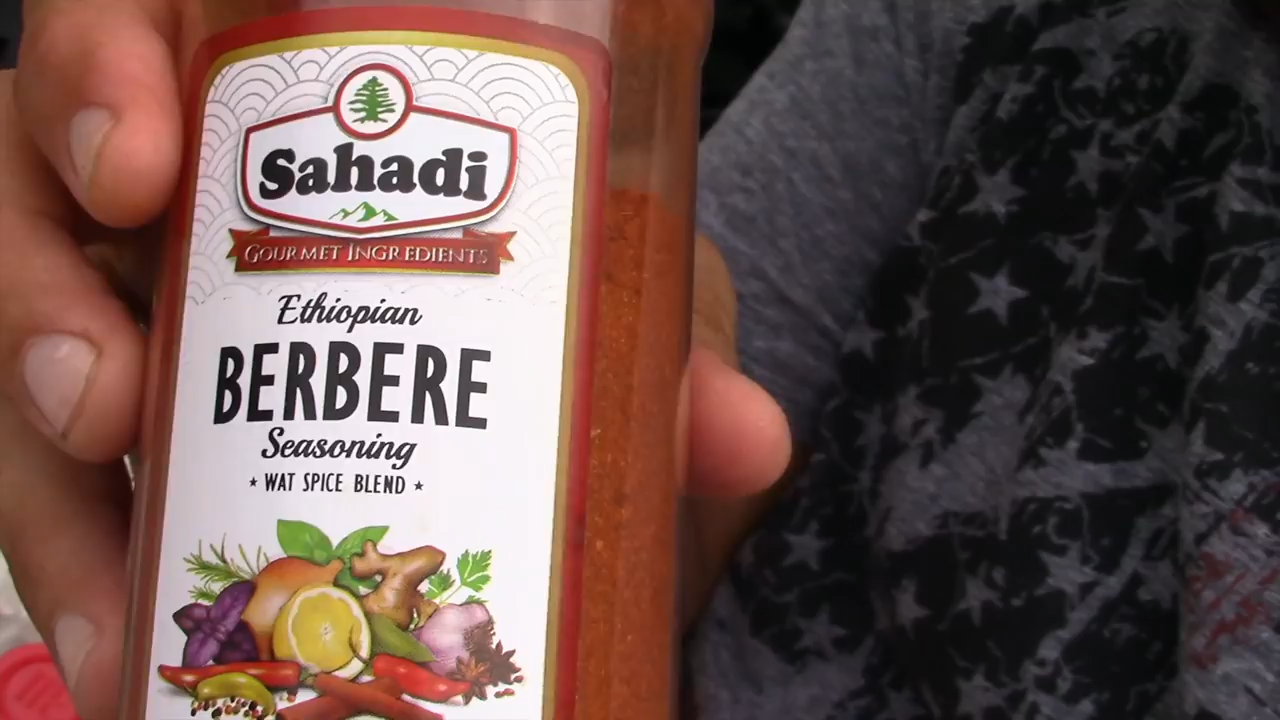 Sahadi
GOURMET INGREDIENTS
Ethiopian
BERBERE
Seasoning
* WAT SPICE BLEND *